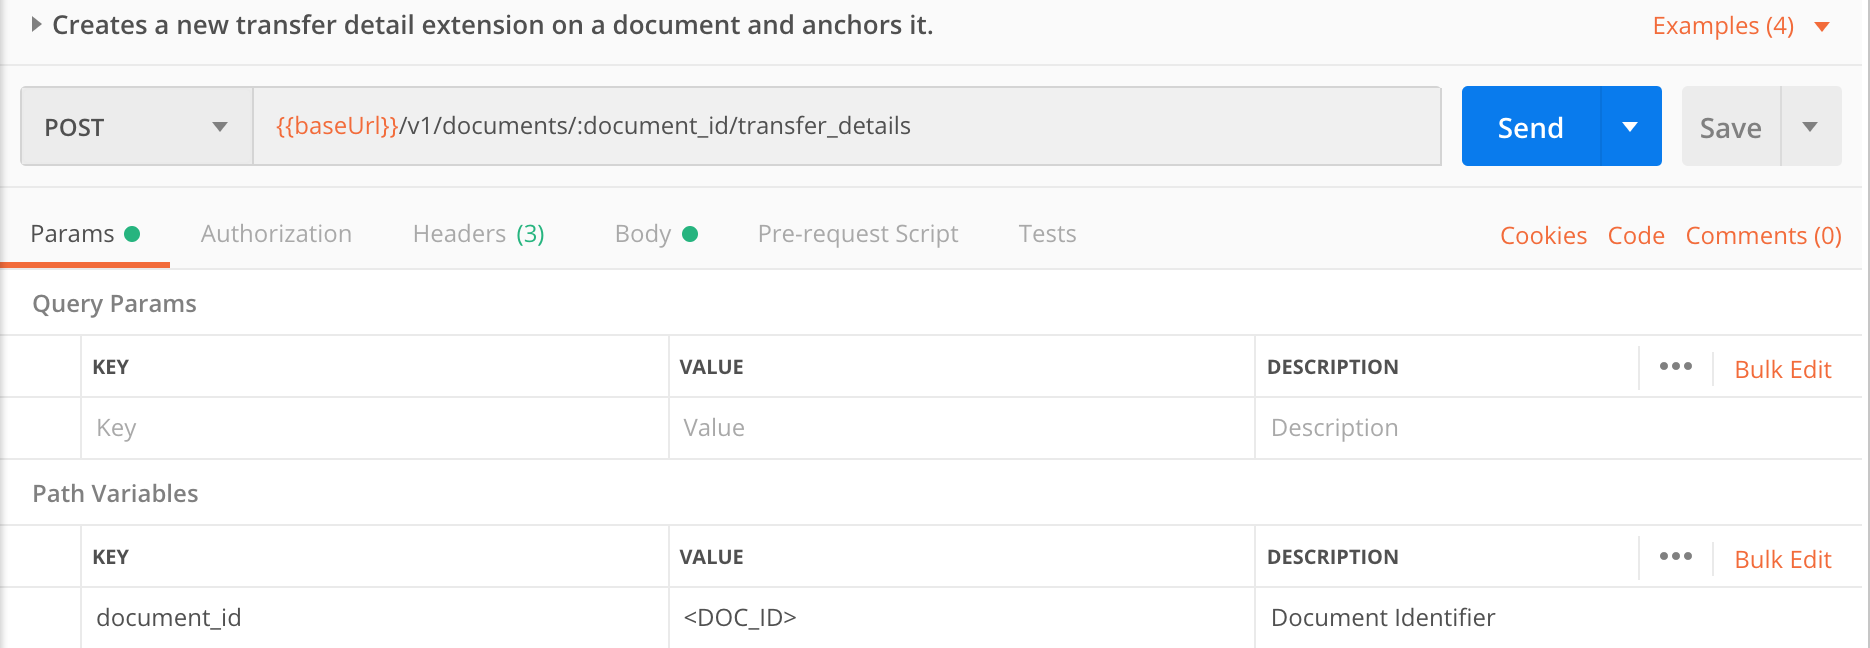 Creates a new transfer detail extension on a document and anchors it.
Examples (4)
POST
{{baseUrl}}/v1/documents/:document_id/transfer_details
Send
Save
Params
Authorization
Headers (3)
Body
Pre-request Script
Tests
Cookies
Code
Comments (0)
Query Params
KEY
VALUE
DESCRIPTION
Bulk Edit
Key
Value
Description
Path Variables
KEY
VALUE
DESCRIPTION
Bulk Edit
document_id
<DOC_ID>
Document Identifier